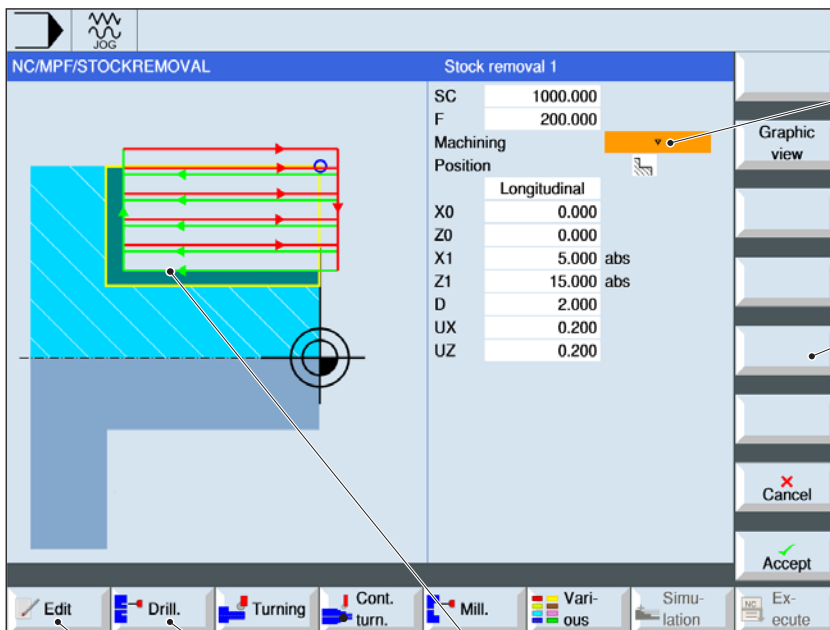 JOG
NC/MPF/STOCKREMOVAL
Stock removal 1
SC 1000.000
F 200.000
Machining
Position
Longitudinal
X0 0.000
Z0 0.000
X1 5.000 abs
Z1 15.000 abs
D 2.000
UX 0.200
UZ 0.200
Graphic
view
Cancel
Accept
Edit
Drill.
Turning
Cont.
turn.
Mill.
Vari-
ous
Simu-
lation
NC
Ex-
ecute